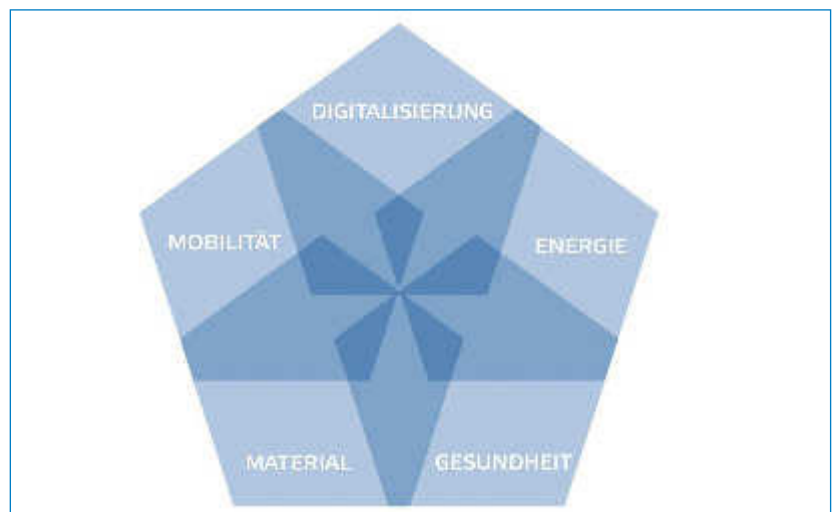 DIGITALISIERUNG
MOBILITÄT
ENERGIE
MATERIAL
GESUNDHEIT